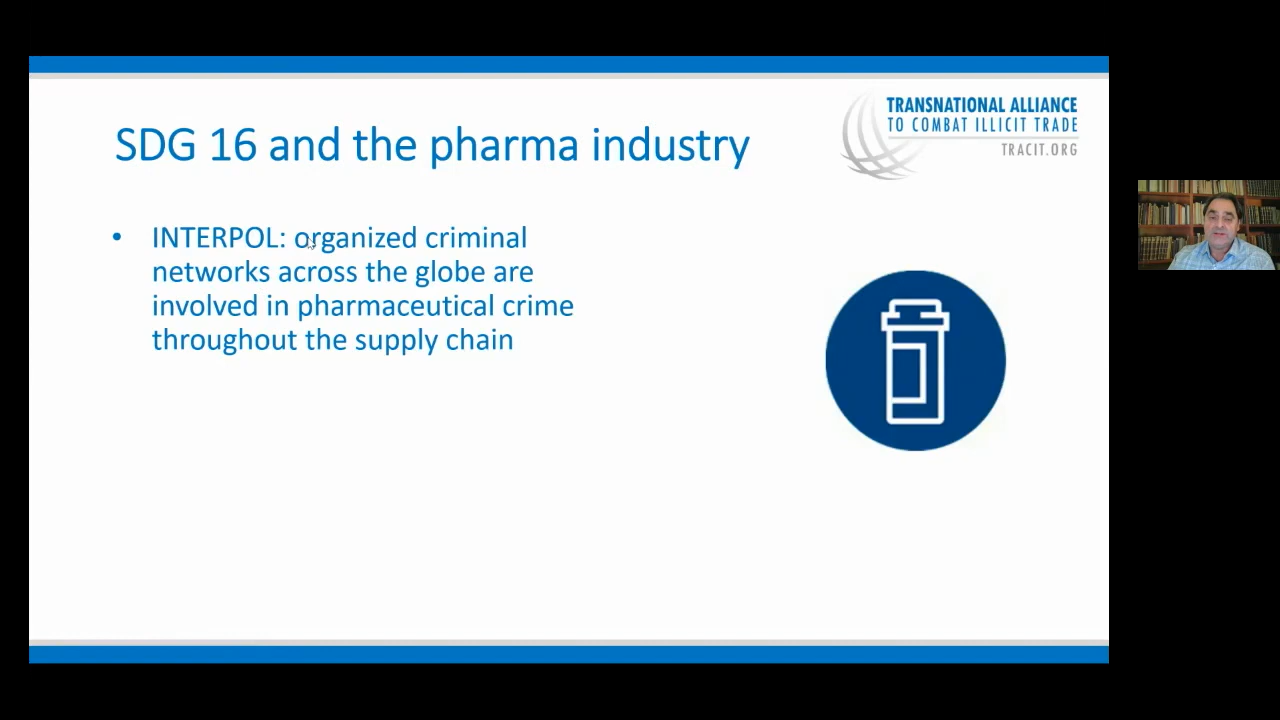 TRANSNATIONAL ALLIANCE
TO COMBAT ILLICIT TRADE
TRACIT.ORG
SDG 16 and the pharma industry
• INTERPOL: organized criminal
networks across the globe are
involved in pharmaceutical crime
throughout the supply chain